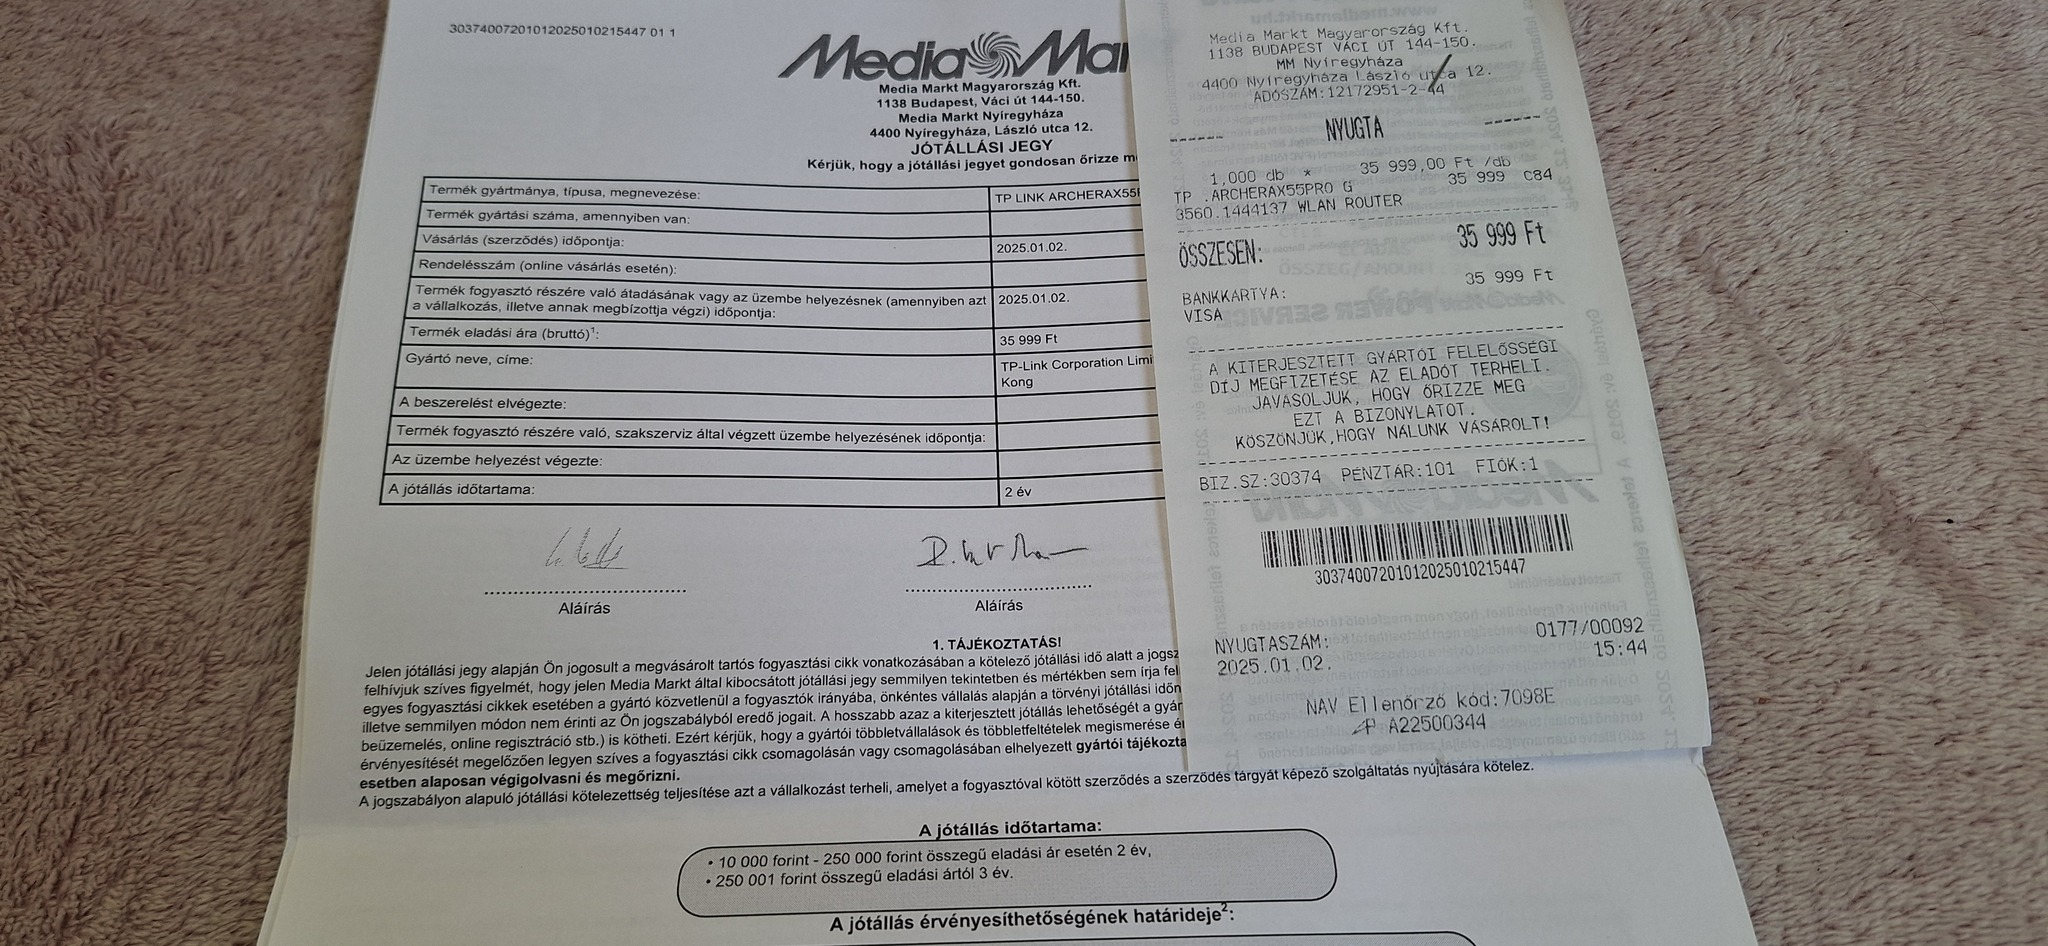 30374007201012025010215447 01 1
Media Mar
Media Markt Magyarország Kft.
1138 Budapest, Váci út 144-150.
Media Markt Nyíregyháza
4400 Nyíregyháza, László utca 12.
JÓTÁLLÁSI JEGY
Kérjük, hogy a jótállási jegyet gondosan őrizze m
Termék gyártmánya, típusa, megnevezése: TP LINK ARCHERAX55
Termék gyártási száma, amennyiben van:
Vásárlás (szerződés) időpontja: 2025.01.02.
Rendelésszám (online vásárlás esetén):
Termék fogyasztó részére való átadásának vagy az üzembe helyezésnek (amennyiben azt
a vállalkozás, illetve annak megbízottja végzi) időpontja: 2025.01.02.
Termék eladási ára (bruttó)1: 35 999 Ft
Gyártó neve, címe: TP-Link Corporation Limi
Kong
A beszerelést elvégezte:
Termék fogyasztó részére való, szakszerviz által végzett üzembe helyezésének időpontja:
Az üzembe helyezést végezte:
A jótállás időtartama: 2 év
Aláírás
Aláírás
1. TÁJÉKOZTATÁS!
Jelen jótállási jegy alapján Ön jogosult a megvásárolt tartós fogyasztási cikk vonatkozásában a kötelező jótállási idő alatt a jogsz
felhívjuk szíves figyelmét, hogy jelen Media Markt által kibocsátott jótállási jegy semmilyen tekintetben és mértékben sem írja fel
egyes fogyasztási cikkek esetében a gyártó közvetlenül a fogyasztók irányába, önkéntes vállalás alapján a törvényi jótállási időn
illetve semmilyen módon nem érinti az Ön jogszabályból eredő jogait. A hosszabb azaz a kiterjesztett jótállás lehetőségét a gyár
beüzemelés, online regisztráció stb.) is kötheti. Ezért kérjük, hogy a gyártói többletvállalások és többletfeltételek megismerése é
érvényesítését megelőzően legyen szíves a fogyasztási cikk csomagolásán vagy csomagolásában elhelyezett gyártói tájékozta
esetben alaposan végigolvasni és megőrizni.
A jogszabályon alapuló jótállási kötelezettség teljesítése azt a vállalkozást terheli, amelyet a fogyasztóval kötött szerződés a szerződés tárgyát képező szolgáltatás nyújtására kötelez.
A jótállás időtartama:
• 10 000 forint - 250 000 forint összegű eladási ár esetén 2 év,
• 250 001 forint összegű eladási ártól 3 év.
A jótállás érvényesíthetőségének határideje2:
Media Markt Magyarország Kft.
1138 BUDAPEST VÁCI ÚT 144-150.
MM Nyíregyháza
4400 Nyíregyháza László utca 12.
ADÓSZÁM:12172951-2-44
NYUGTA
1,000 db * 35 999,00 Ft /db
TP .ARCHERAX55PRO G 35 999 C84
3560.1444137 WLAN ROUTER
ÖSSZESEN: 35 999 Ft
BANKKÁRTYA: 35 999 Ft
VISA
A KITERJESZTETT GYÁRTÓI FELELŐSSÉGI
DÍJ MEGFIZETÉSE AZ ELADÓT TERHELI.
JAVASOLJUK, HOGY ŐRIZZE MEG
EZT A BIZONYLATOT.
KÖSZÖNJÜK,HOGY NÁLUNK VÁSÁROLT!
BIZ.SZ:30374 PÉNZTÁR:101 FIÓK:1
30374007201012025010215447
NYUGTASZÁM: 0177/00092
2025.01.02. 15:44
NAV Ellenőrző kód:7098E
AP A22500344